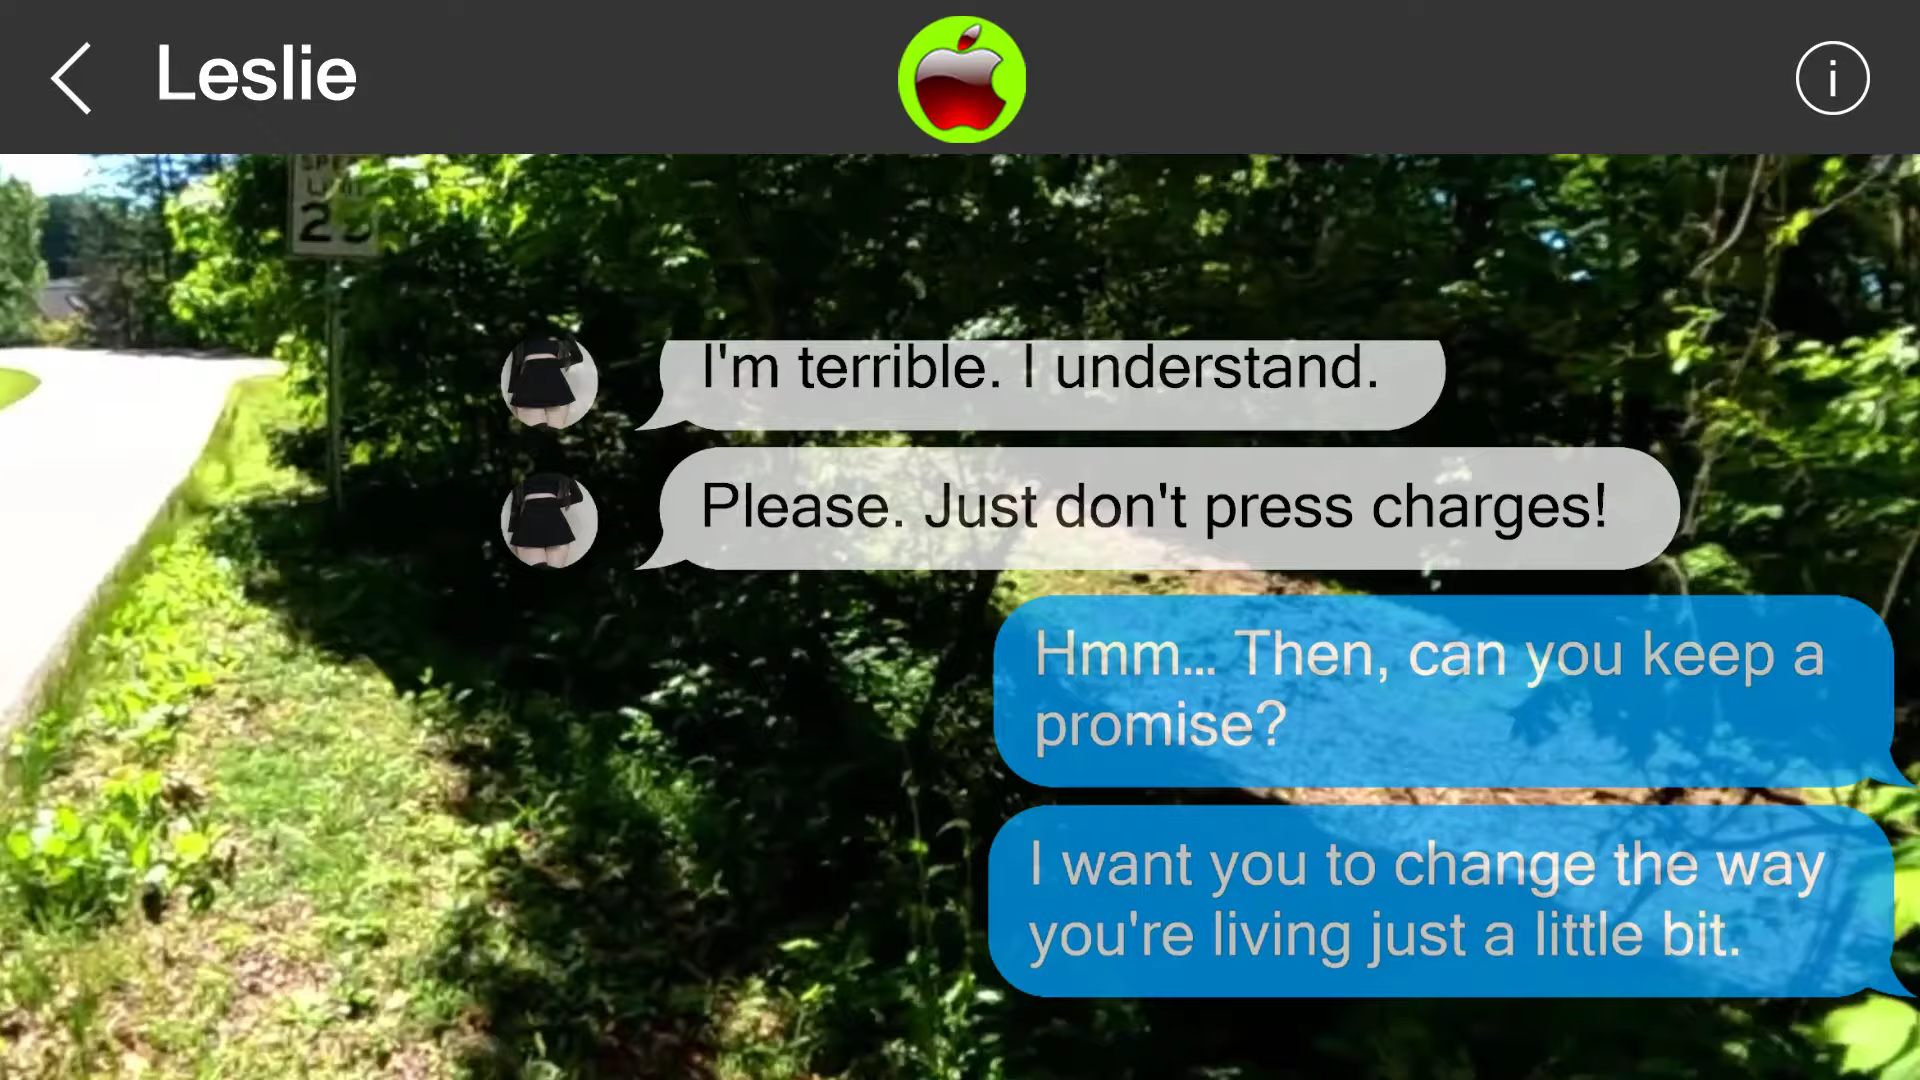 Leslie
i
I'm terrible. I understand.
Please. Just don't press charges!
Hmm... Then, can you keep a
promise?
I want you to change the way
you're living just a little bit.